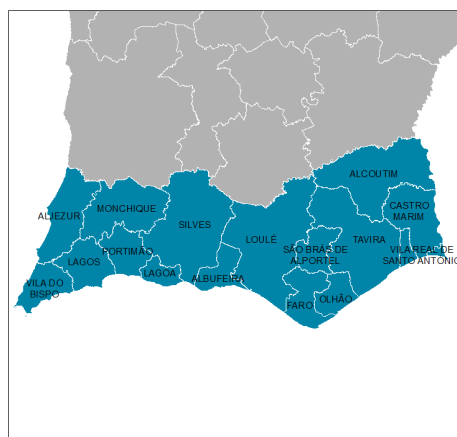 ALCOUTIM
CASTRO
MARIM
ALJEZUR
MONCHIQUE
SILVES
LOULÉ
TAVIRA
SÃO BRÁS DE
ALPORTEL
VILA REAL DE
SANTO ANTÓNIO
PORTIMÃO
LAGOS
LAGOA
ALBUFEIRA
VILA DO
BISPO
FARO
OLHÃO